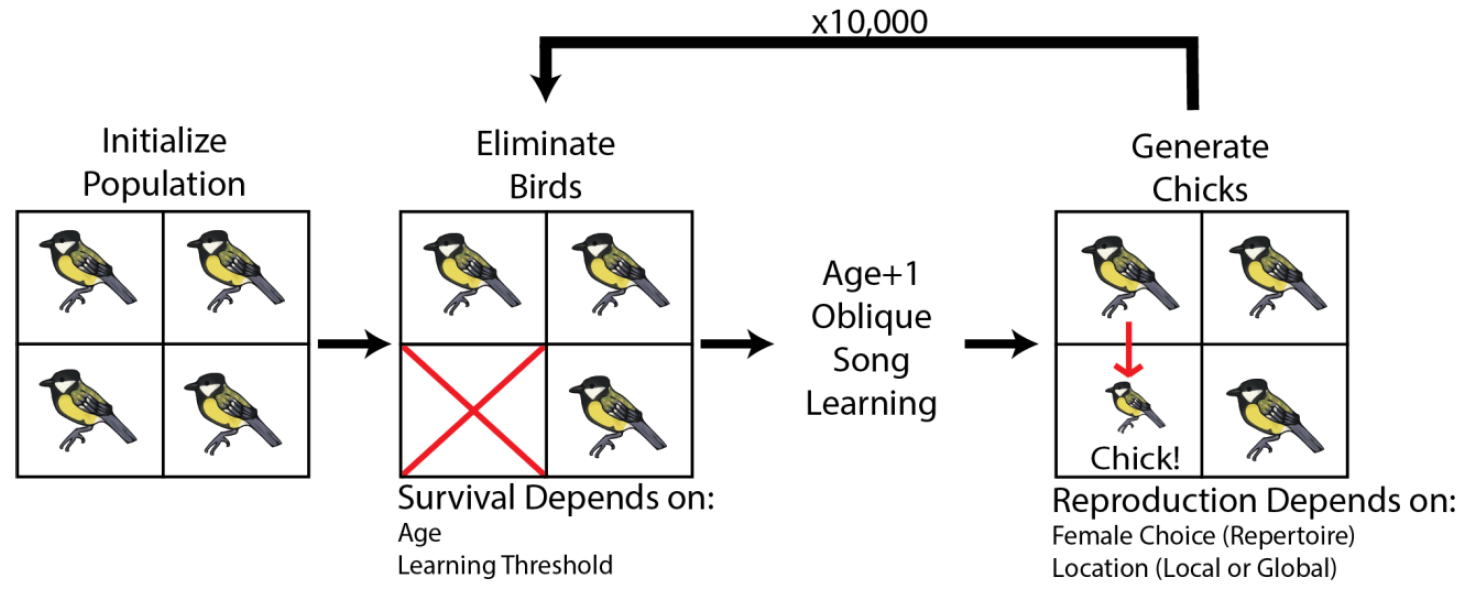 x10,000
Initialize
Population
Eliminate
Birds
Survival Depends on:
Age
Learning Threshold
Age+1
Oblique
Song
Learning
Generate
Chicks
Chick!
Reproduction Depends on:
Female Choice (Repertoire)
Location (Local or Global)